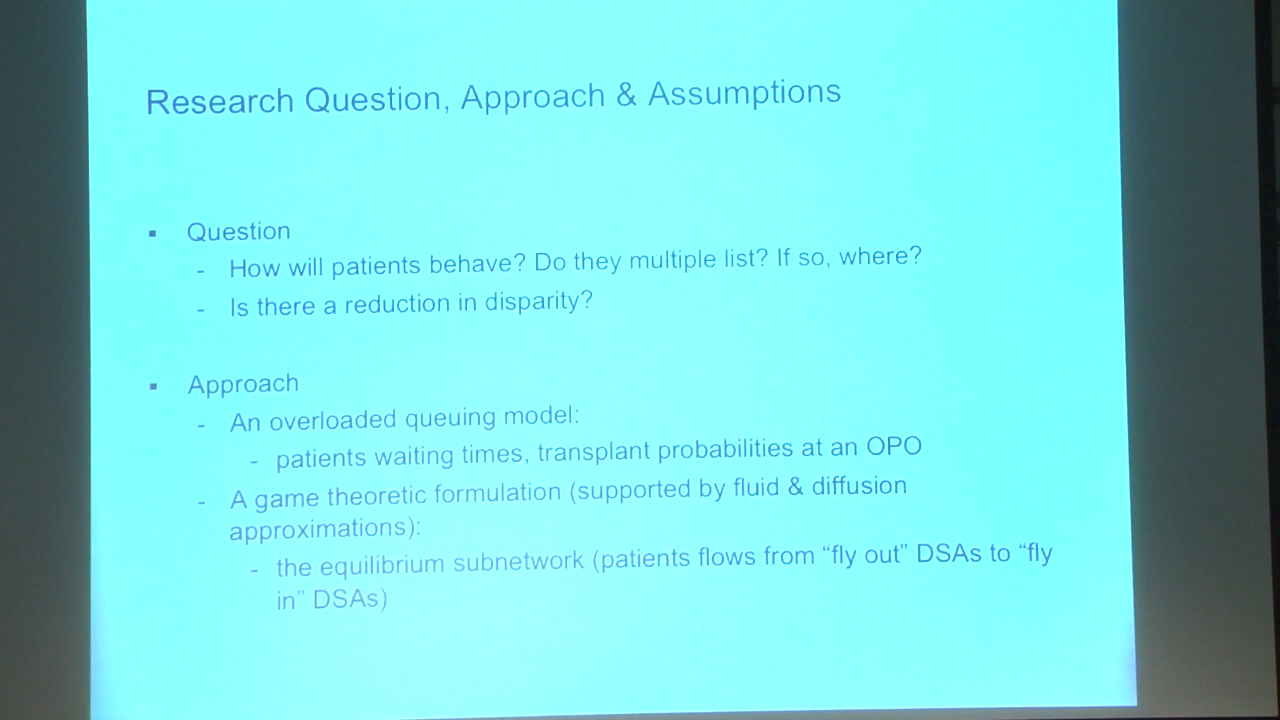 Research Question, Approach & Assumptions
▪ Question
- How will patients behave? Do they multiple list? If so, where?
- Is there a reduction in disparity?
▪ Approach
- An overloaded queuing model:
- patients waiting times, transplant probabilities at an OPO
- A game theoretic formulation (supported by fluid & diffusion
approximations):
- the equilibrium subnetwork (patients flows from “fly out” DSAs to “fly
in” DSAs)